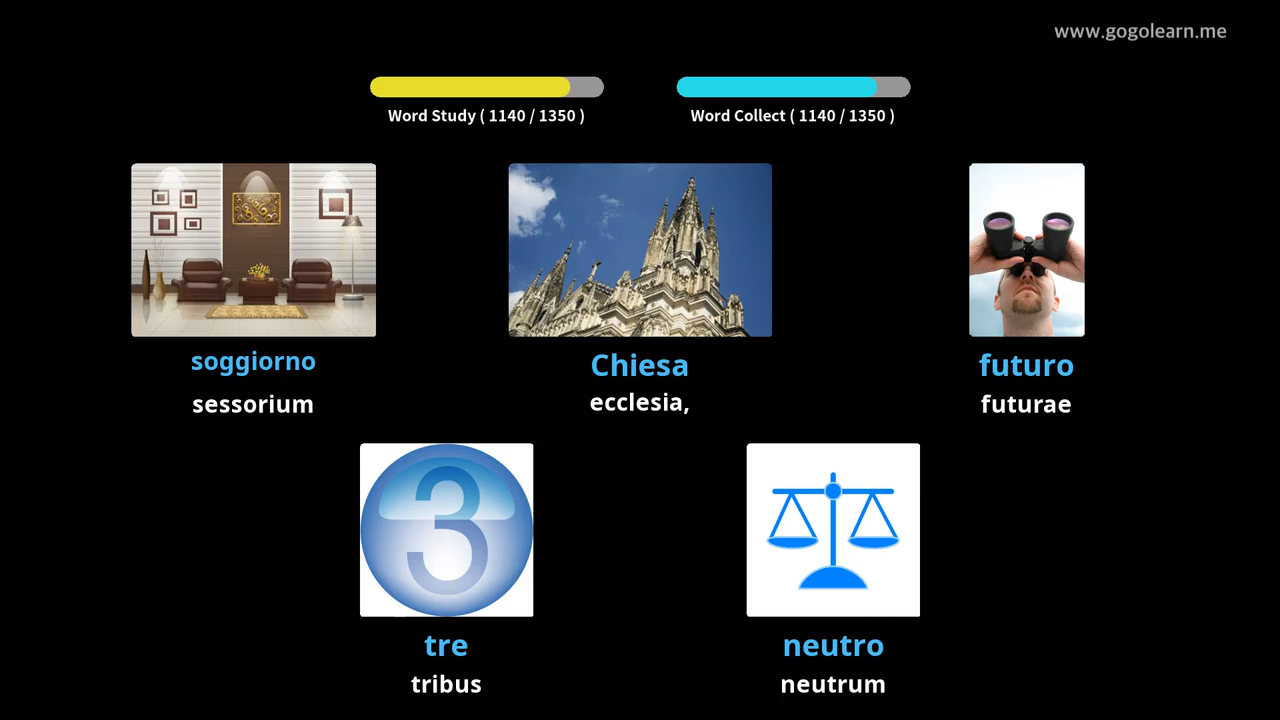 www.gogolearn.me
Word Study ( 1140 / 1350 )
Word Collect ( 1140 / 1350 )
soggiorno
sessorium
Chiesa
ecclesia,
futuro
futurae
3
tre
tribus
neutro
neutrum